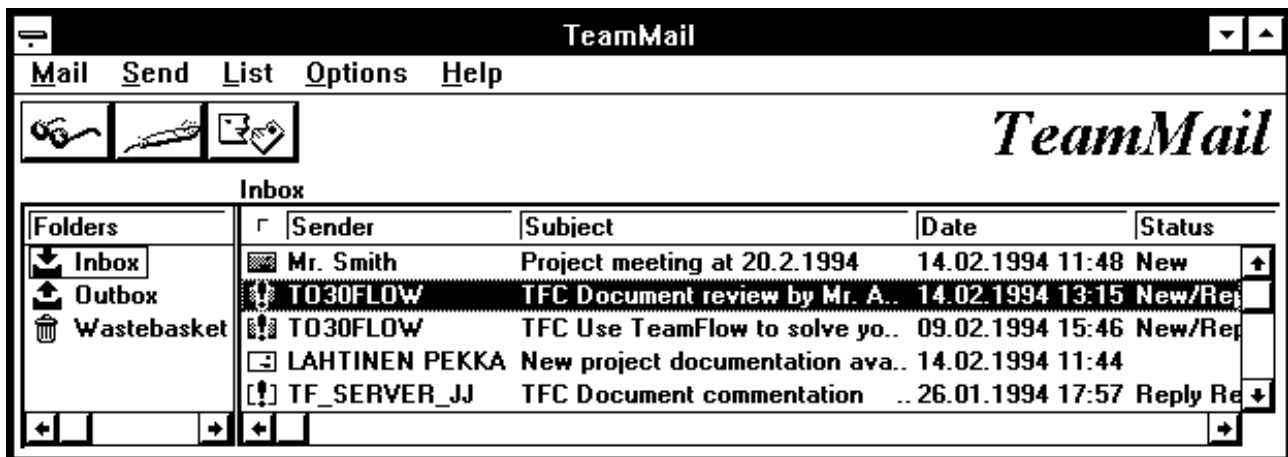 TeamMail
Mail Send List Options Help
TeamMail
Inbox
Folders Sender Subject Date Status
Inbox Mr. Smith Project meeting at 20.2.1994 14.02.1994 11:48 New
Outbox TO30FLOW TFC Document review by Mr. A.. 14.02.1994 13:15 New/Rep
Wastebasket TO30FLOW TFC Use TeamFlow to solve yo.. 09.02.1994 15:46 New/Rep
LAHTINEN PEKKA New project documentation ava.. 14.02.1994 11:44
TF_SERVER_JJ TFC Document commentation .. 26.01.1994 17:57 Reply Re